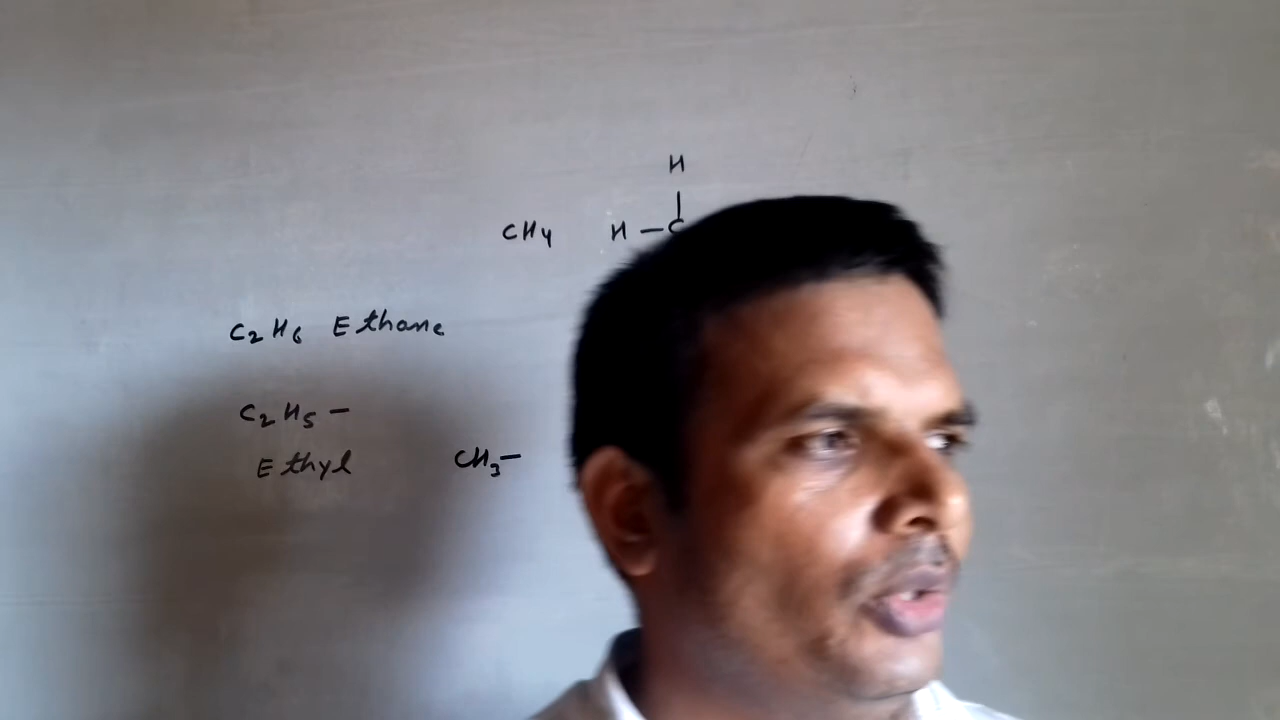 H
|
CH4 H — C
C2H6 Ethane
C2H5 —
Ethyl CH3 —